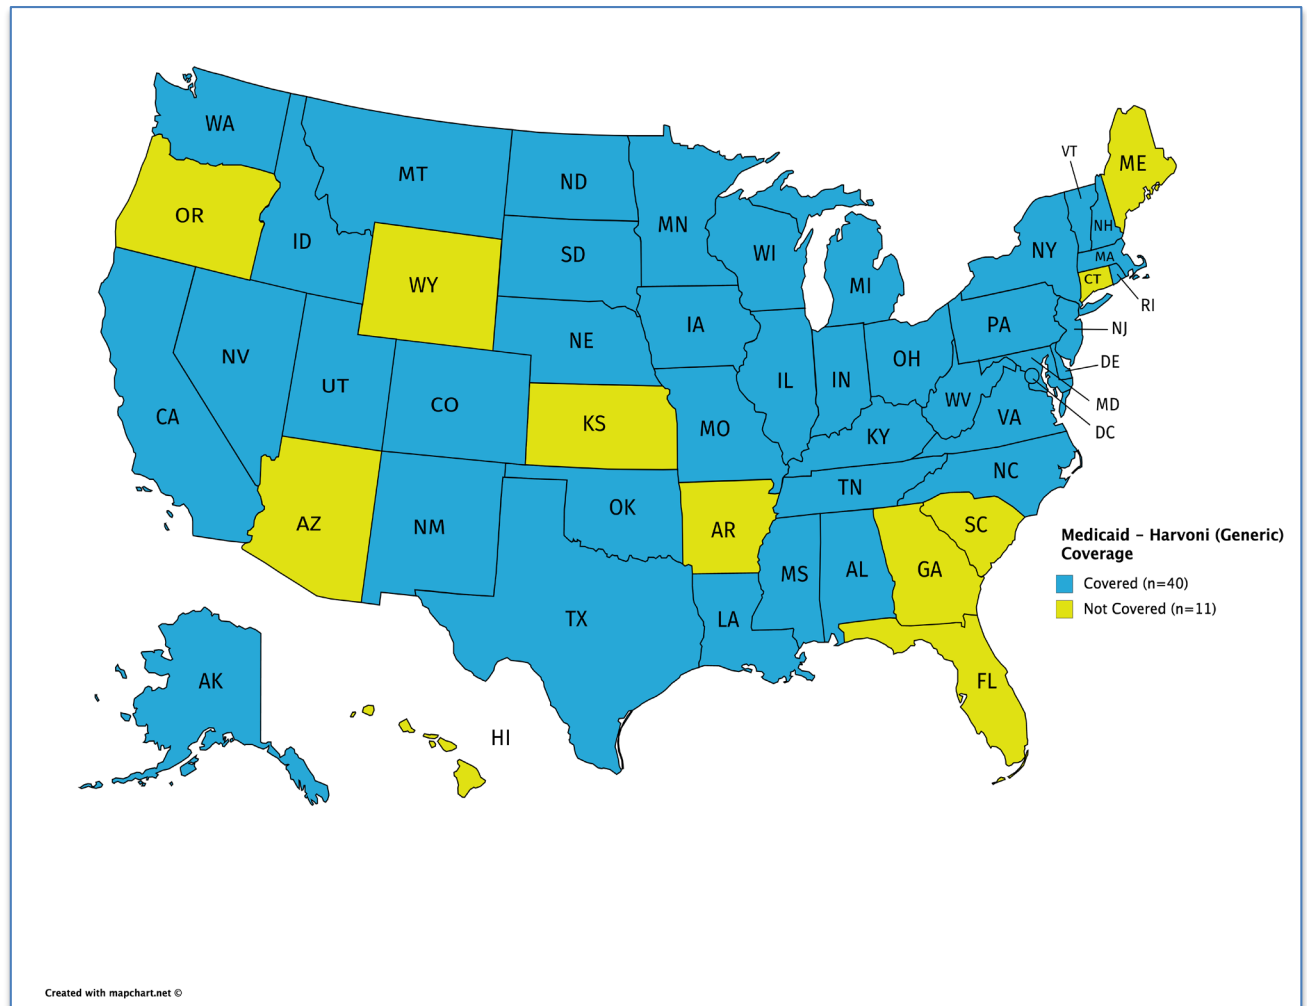 WA
VT
ME
MT
ND
OR
MN
NH
ID
SD
WI
NY
MA
WY
MI
CT
RI
IA
PA
NJ
NE
NV
OH
DE
UT
IL
IN
CO
WV
MD
CA
KS
MO
VA
DC
KY
NC
TN
OK
AZ
NM
AR
SC
Medicaid – Harvoni (Generic)
Coverage
MS
AL
GA
Covered (n=40)
Not Covered (n=11)
TX
LA
AK
FL
HI
Created with mapchart.net ©